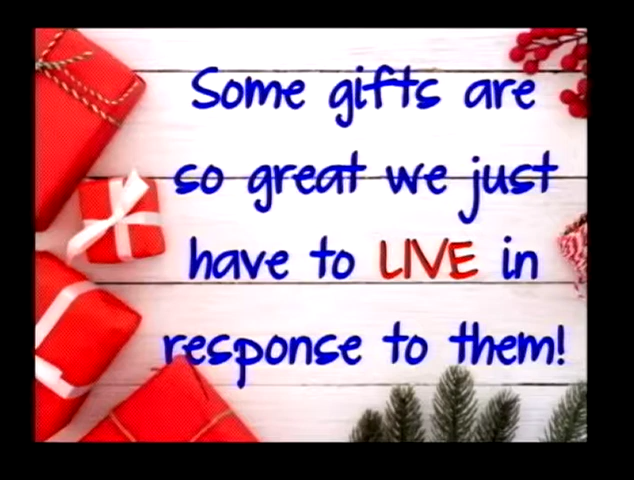 Some gifts are
so great we just
have to LIVE in
response to them!